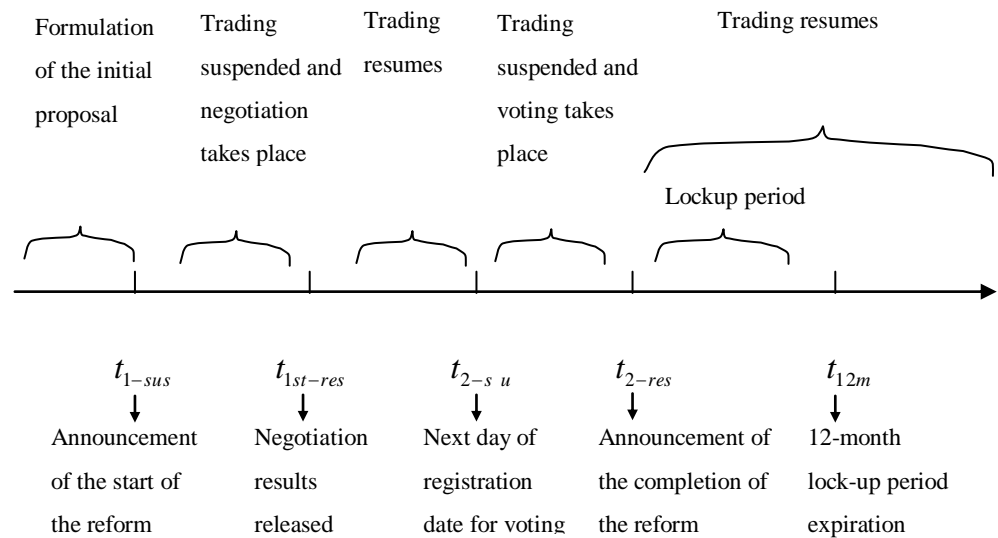 Formulation
of the initial
proposal
Trading
suspended and
negotiation
takes place
Trading
resumes
Trading
suspended and
voting takes
place
Trading resumes
Lockup period
t1−sus
t1st−res
t2−s u
t2−res
t12m
Announcement
of the start of
the reform
Negotiation
results
released
Next day of
registration
date for voting
Announcement of
the completion of
the reform
12-month
lock-up period
expiration